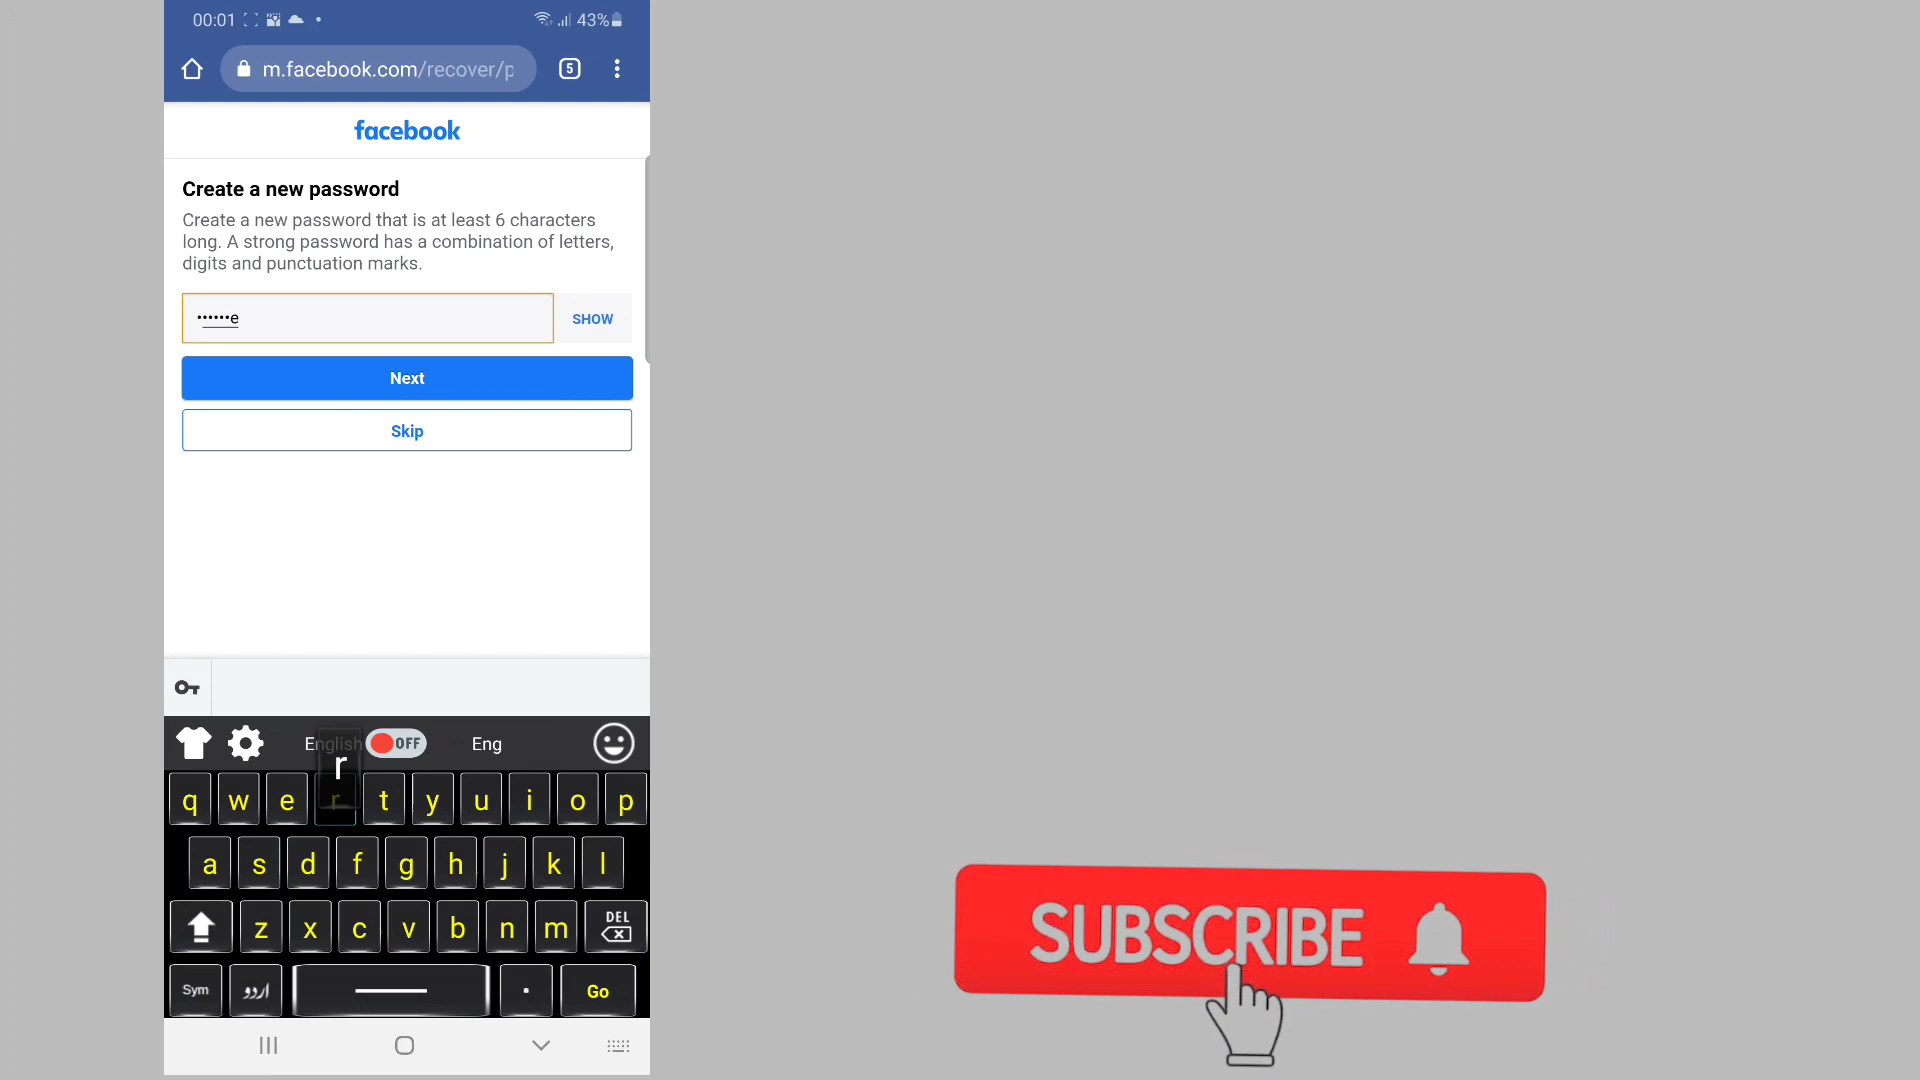 00:01
43%
m.facebook.com/recover/p
5
facebook
Create a new password
Create a new password that is at least 6 characters
long. A strong password has a combination of letters,
digits and punctuation marks.
••••••e
SHOW
Next
Skip
English OFF Eng
r
q w e r t y u i o p
a s d f g h j k l
z x c v b n m DEL
Sym اردو . Go
SUBSCRIBE